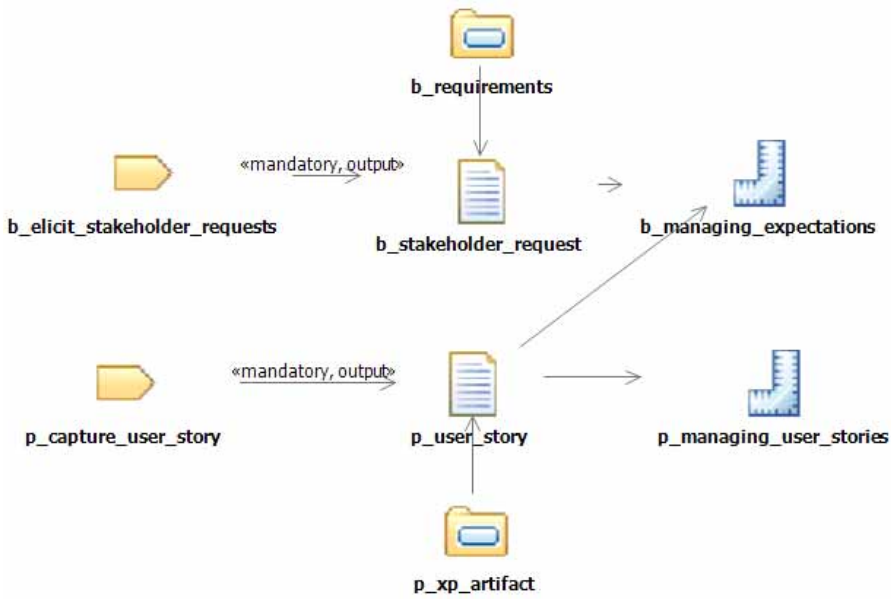 b_requirements
«mandatory, output»
b_elicit_stakeholder_requests
b_stakeholder_request
b_managing_expectations
«mandatory, output»
p_capture_user_story
p_user_story
p_managing_user_stories
p_xp_artifact